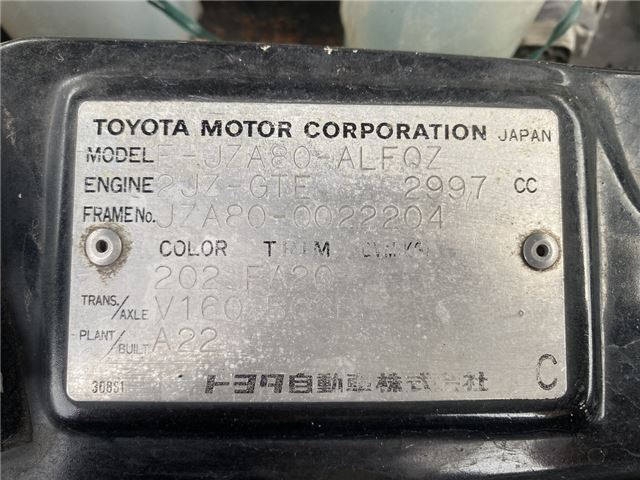 TOYOTA MOTOR CORPORATION JAPAN
MODEL E-JZA80-ALFQZ
ENGINE 2JZ-GTE 2997 CC
FRAME No. JZA80-0022204
COLOR TRIM
202 FA20
TRANS./AXLE V160
PLANT/BUILT A22
トヨタ自動車株式会社 C